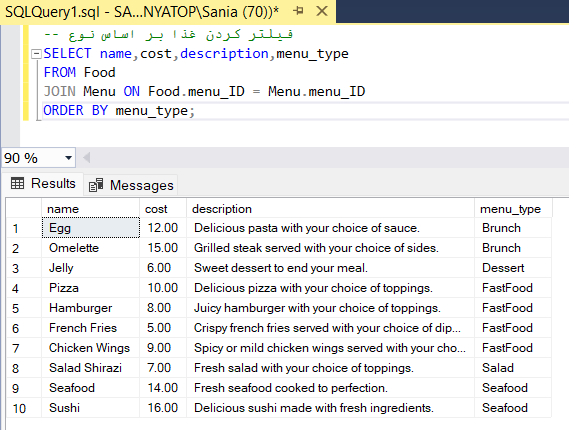 SQLQuery1.sql - SA...NYATOP\Sania (70))*
-- فیلتر کردن غذا بر اساس نوع
SELECT name,cost,description,menu_type
FROM Food
JOIN Menu ON Food.menu_ID = Menu.menu_ID
ORDER BY menu_type;
90 %
Results Messages
name cost description menu_type
1 Egg 12.00 Delicious pasta with your choice of sauce. Brunch
2 Omelette 15.00 Grilled steak served with your choice of sides. Brunch
3 Jelly 6.00 Sweet dessert to end your meal. Dessert
4 Pizza 10.00 Delicious pizza with your choice of toppings. FastFood
5 Hamburger 8.00 Juicy hamburger with your choice of toppings. FastFood
6 French Fries 5.00 Crispy french fries served with your choice of dip... FastFood
7 Chicken Wings 9.00 Spicy or mild chicken wings served with your cho... FastFood
8 Salad Shirazi 7.00 Fresh salad with your choice of toppings. Salad
9 Seafood 14.00 Fresh seafood cooked to perfection. Seafood
10 Sushi 16.00 Delicious sushi made with fresh ingredients. Seafood